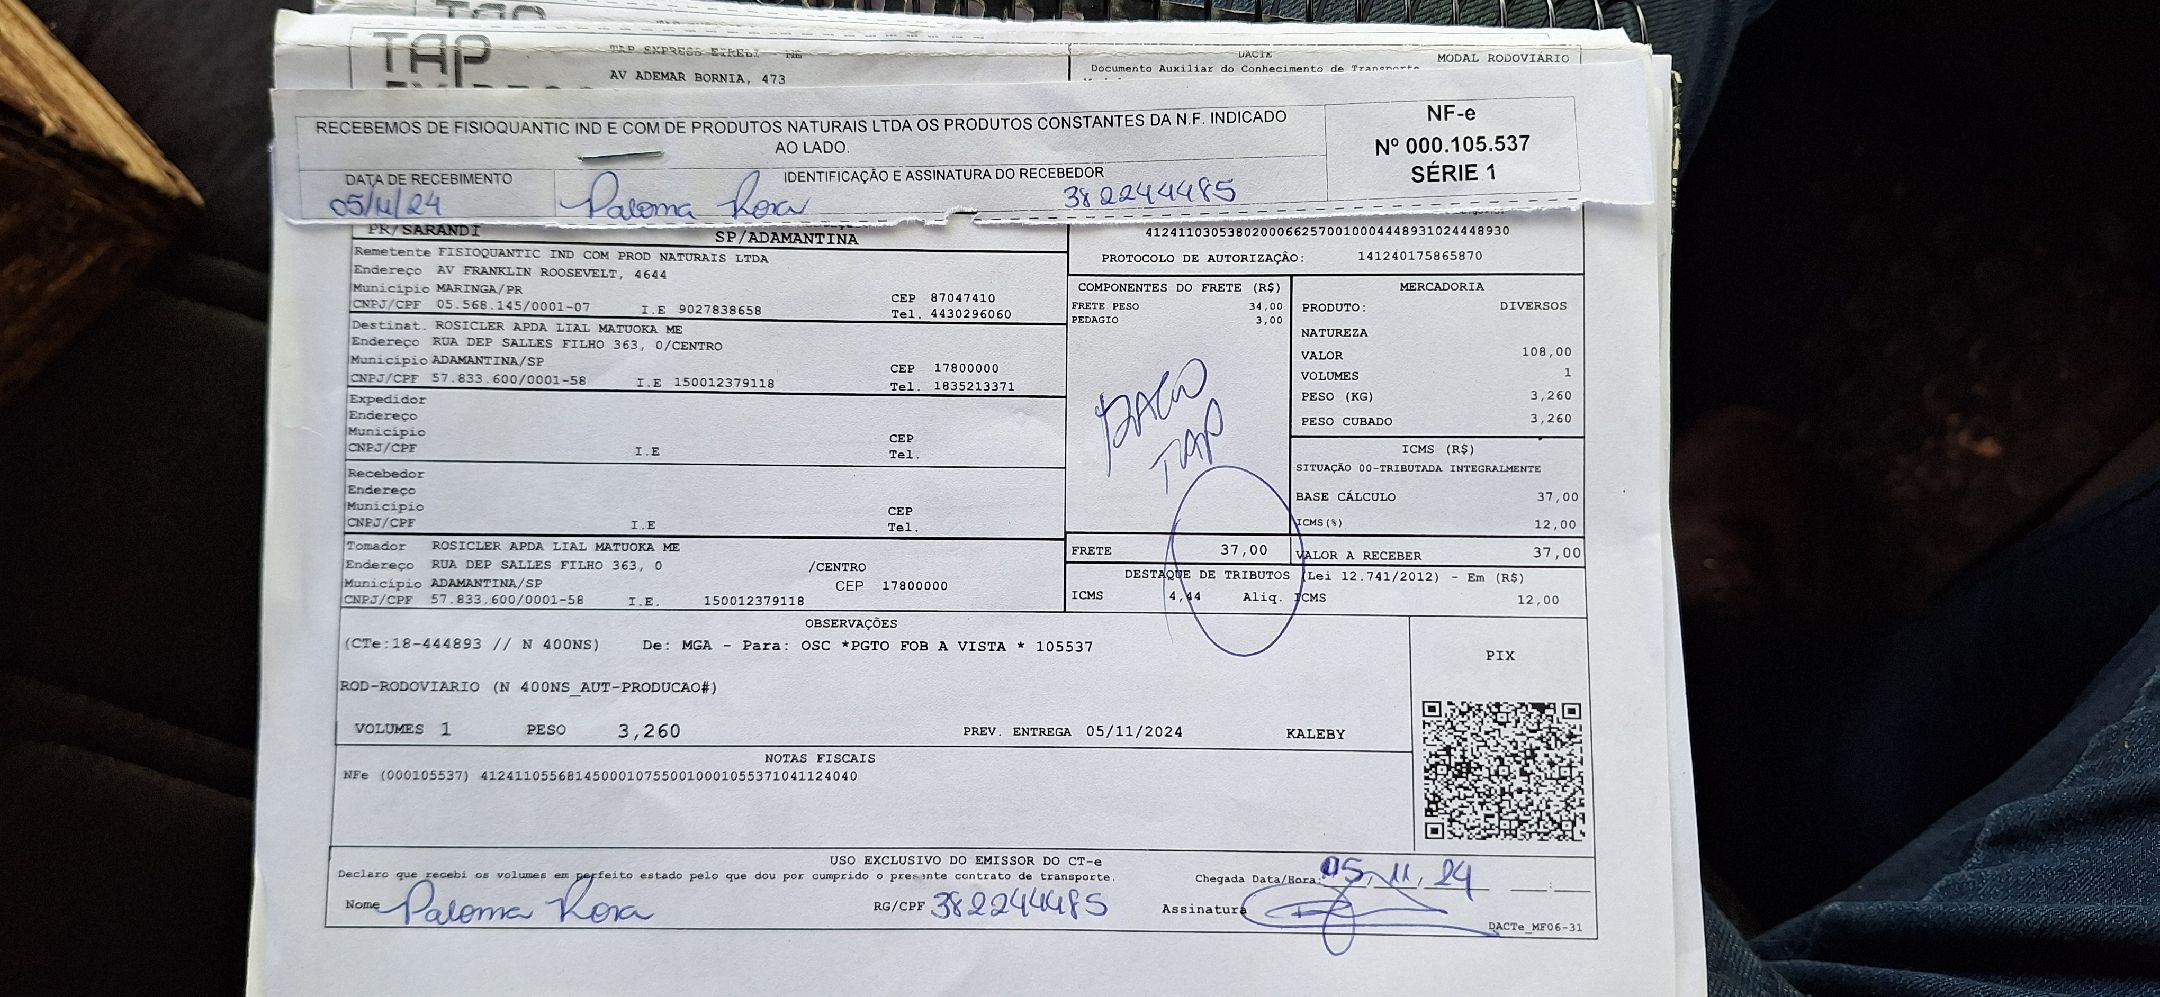 TAP
TAP EXPRESS EIRELI - ME
AV ADEMAR BORNIA, 473
DACTE
Documento Auxiliar do Conhecimento de Transporte
MODAL RODOVIÁRIO
RECEBEMOS DE FISIOQUANTIC IND E COM DE PRODUTOS NATURAIS LTDA OS PRODUTOS CONSTANTES DA N.F. INDICADO
AO LADO.
NF-e
Nº 000.105.537
SÉRIE 1
DATA DE RECEBIMENTO
05/11/24
IDENTIFICAÇÃO E ASSINATURA DO RECEBEDOR
Paloma Rosa 382244485
PR/SARANDI
SP/ADAMANTINA
41241103053802000662570010004448931024448930
PROTOCOLO DE AUTORIZAÇÃO: 141240175865870
Remetente FISIOQUANTIC IND COM PROD NATURAIS LTDA
Endereço AV FRANKLIN ROOSEVELT, 4644
Município MARINGA/PR
CEP 87047410
CNPJ/CPF 05.568.145/0001-07 I.E 9027838658 Tel. 4430296060
Destinat. ROSICLER APDA LIAL MATUOKA ME
Endereço RUA DEP SALLES FILHO 363, 0/CENTRO
Município ADAMANTINA/SP
CEP 17800000
CNPJ/CPF 57.833.600/0001-58 I.E 150012379118 Tel. 1835213371
Expedidor
Endereço
Município
CEP
CNPJ/CPF I.E Tel.
Recebedor
Endereço
Município
CEP
CNPJ/CPF I.E Tel.
Tomador ROSICLER APDA LIAL MATUOKA ME
Endereço RUA DEP SALLES FILHO 363, 0 /CENTRO
Município ADAMANTINA/SP CEP 17800000
CNPJ/CPF 57.833.600/0001-58 I.E. 150012379118
COMPONENTES DO FRETE (R$)
FRETE PESO 34,00
PEDAGIO 3,00
TAP
FRETE 37,00
MERCADORIA
PRODUTO: DIVERSOS
NATUREZA
VALOR 108,00
VOLUMES 1
PESO (KG) 3,260
PESO CUBADO 3,260
ICMS (R$)
SITUAÇÃO 00-TRIBUTADA INTEGRALMENTE
BASE CÁLCULO 37,00
ICMS(%) 12,00
VALOR A RECEBER 37,00
DESTAQUE DE TRIBUTOS (Lei 12.741/2012) - Em (R$)
ICMS 4,44 Aliq. ICMS 12,00
OBSERVAÇÕES
(CTe:18-444893 // N 400NS) De: MGA - Para: OSC *PGTO FOB A VISTA * 105537
ROD-RODOVIARIO (N 400NS_AUT-PRODUCAO#)
PIX
VOLUMES 1 PESO 3,260 PREV. ENTREGA 05/11/2024 KALEBY
NOTAS FISCAIS
NFe (000105537) 41241105568145000107550010001055371041124040
USO EXCLUSIVO DO EMISSOR DO CT-e
Declaro que recebi os volumes em perfeito estado pelo que dou por cumprido o presente contrato de transporte.
Chegada Data/Hora: 05/11/24 __:__
Nome Paloma Rosa RG/CPF 382244485 Assinatura
DACTe_MF06-31